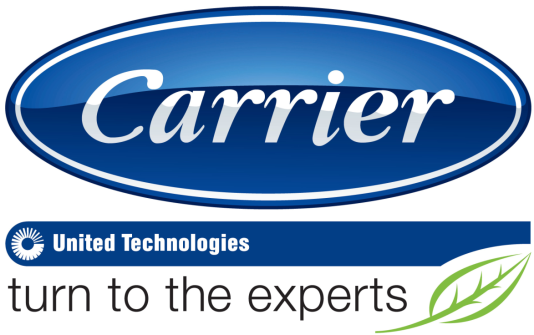 Carrier
United Technologies
turn to the experts